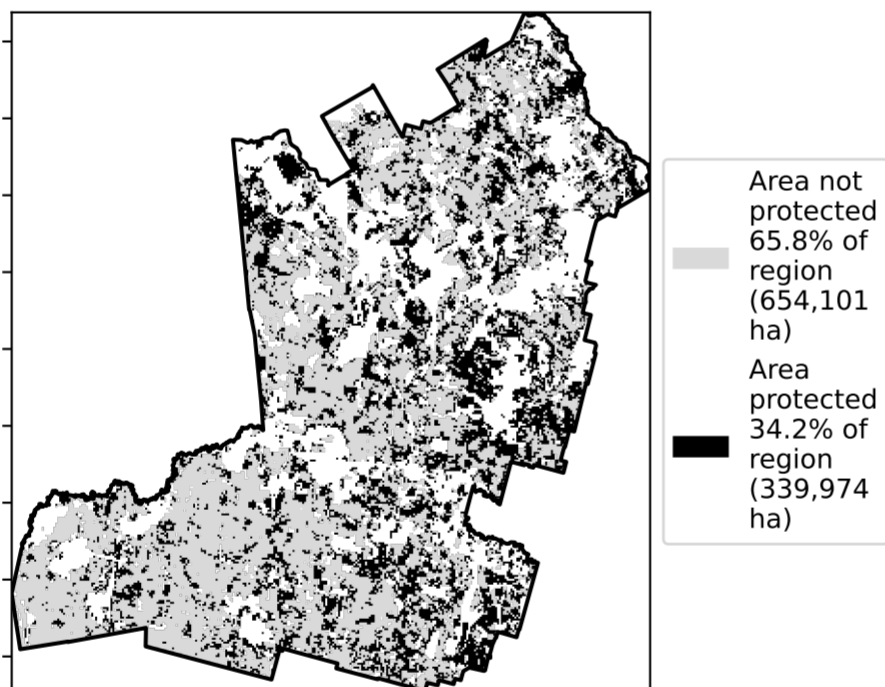 Area not
protected
65.8% of
region
(654,101
ha)
Area
protected
34.2% of
region
(339,974
ha)